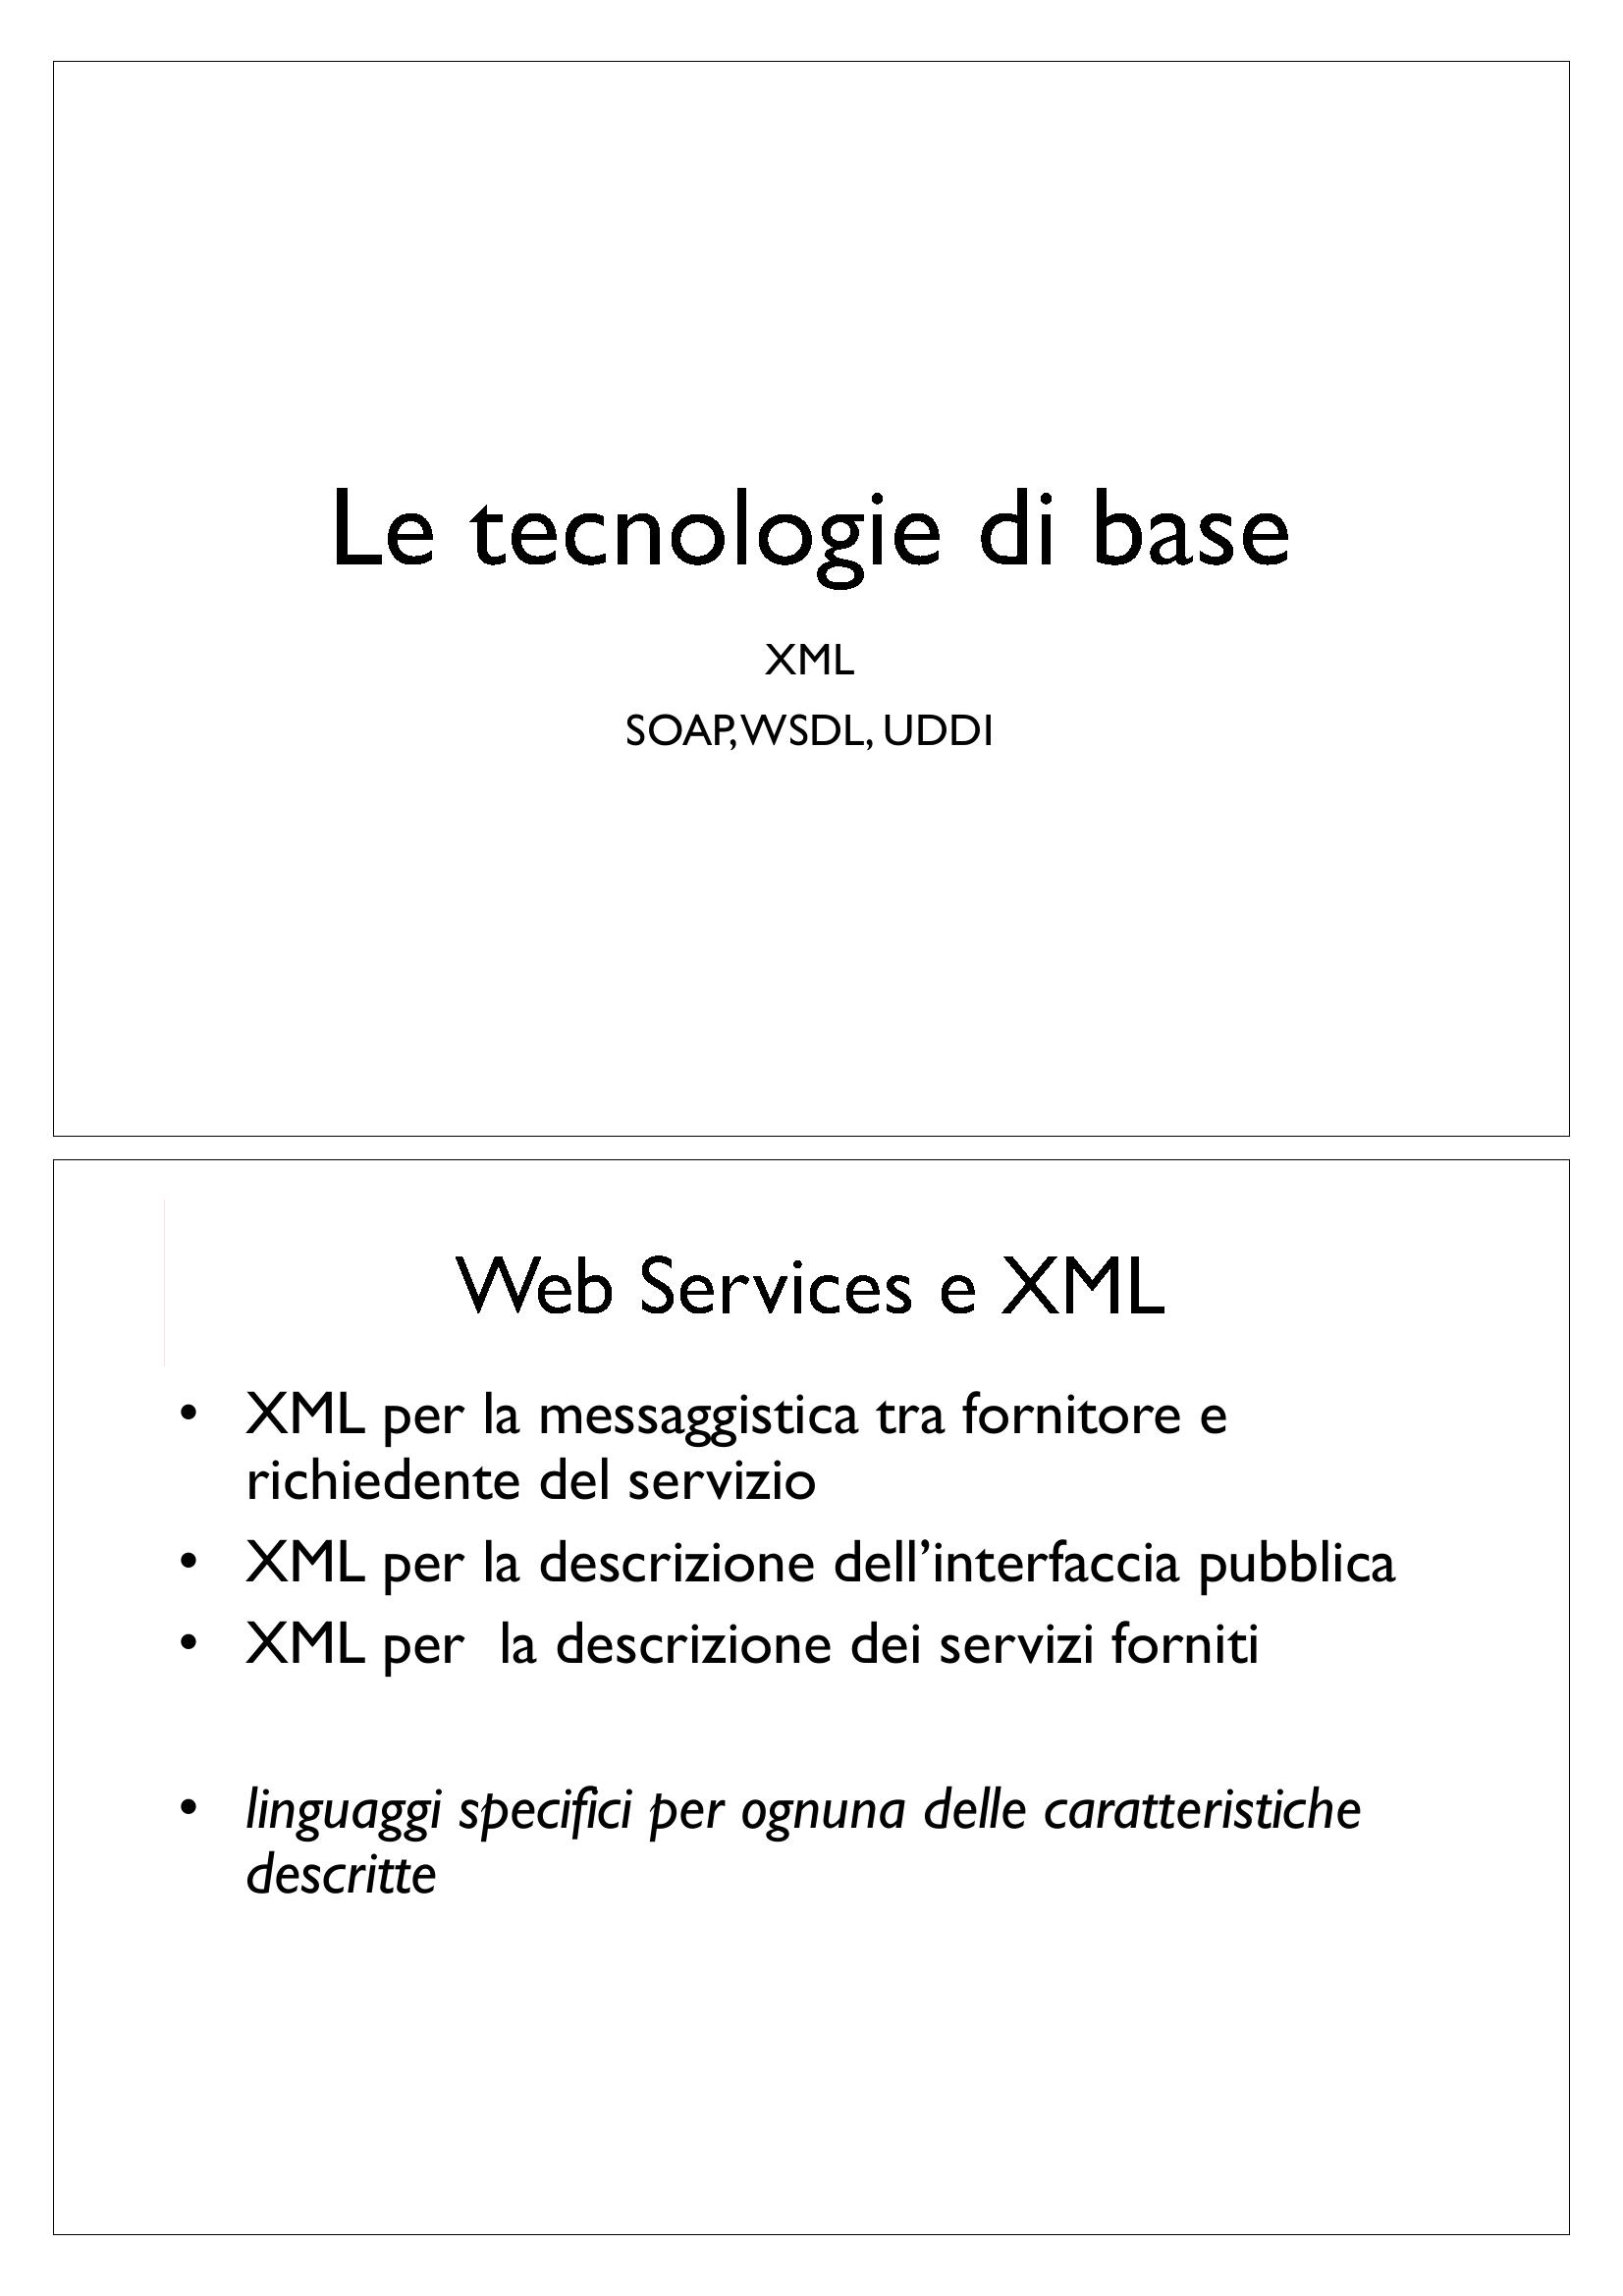 Le tecnologie di base
XML
SOAP, WSDL, UDDI
Web Services e XML
• XML per la messaggistica tra fornitore e
richiedente del servizio
• XML per la descrizione dell’interfaccia pubblica
• XML per  la descrizione dei servizi forniti
• linguaggi specifici per ognuna delle caratteristiche
descritte